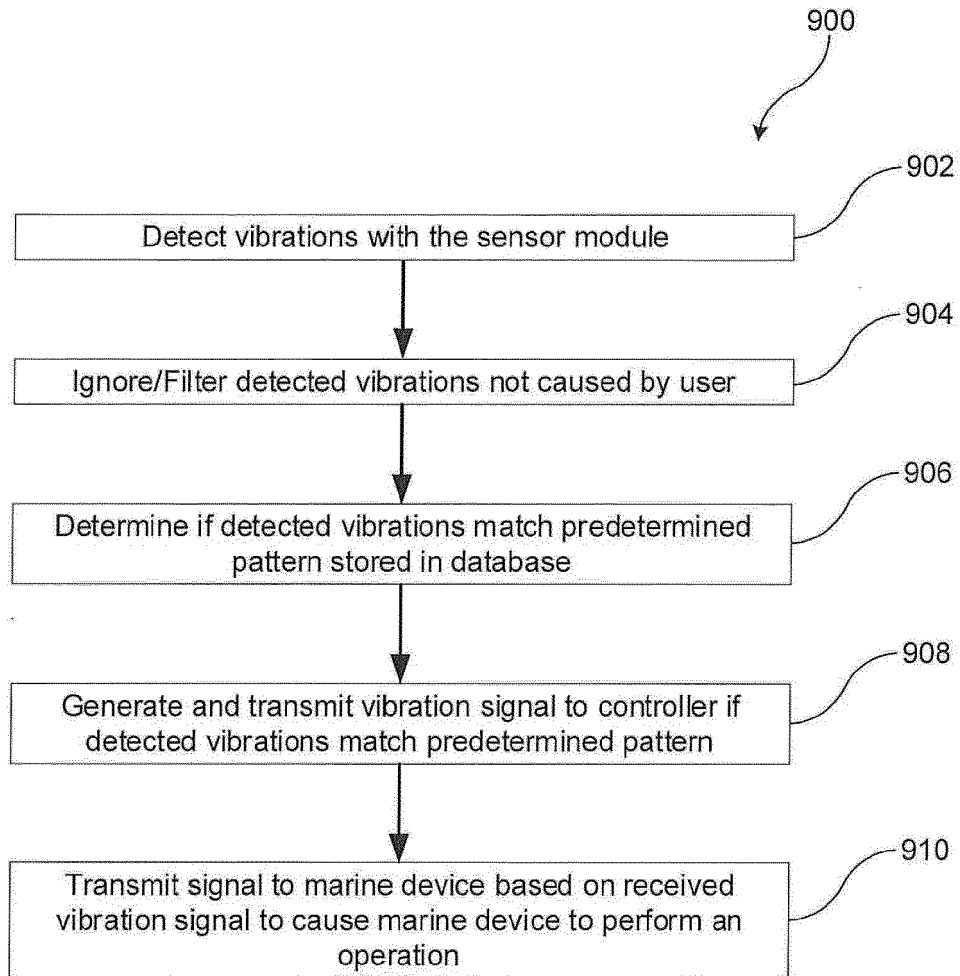 900
902
Detect vibrations with the sensor module
904
Ignore/Filter detected vibrations not caused by user
906
Determine if detected vibrations match predetermined
pattern stored in database
908
Generate and transmit vibration signal to controller if
detected vibrations match predetermined pattern
910
Transmit signal to marine device based on received
vibration signal to cause marine device to perform an
operation